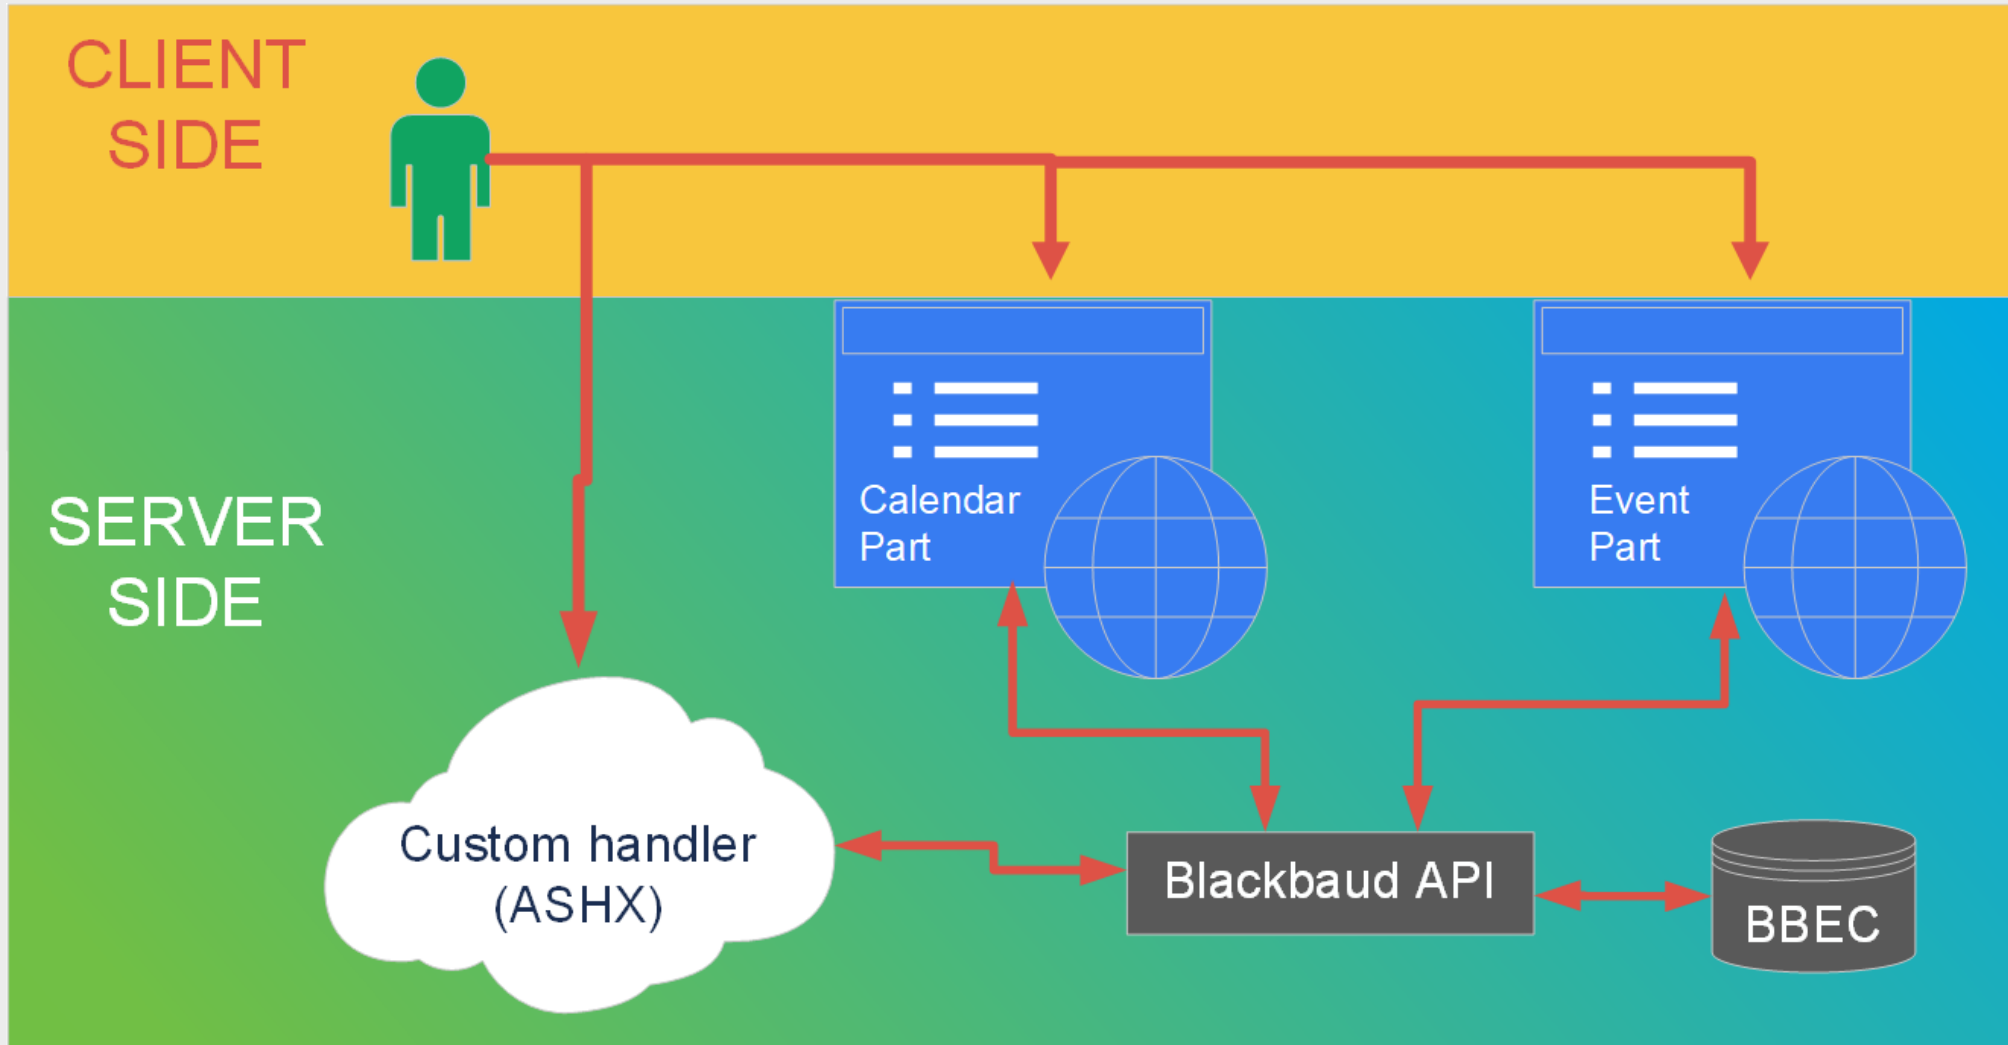 CLIENT
SIDE
SERVER
SIDE
Calendar
Part
Event
Part
Custom handler
(ASHX)
Blackbaud API
BBEC